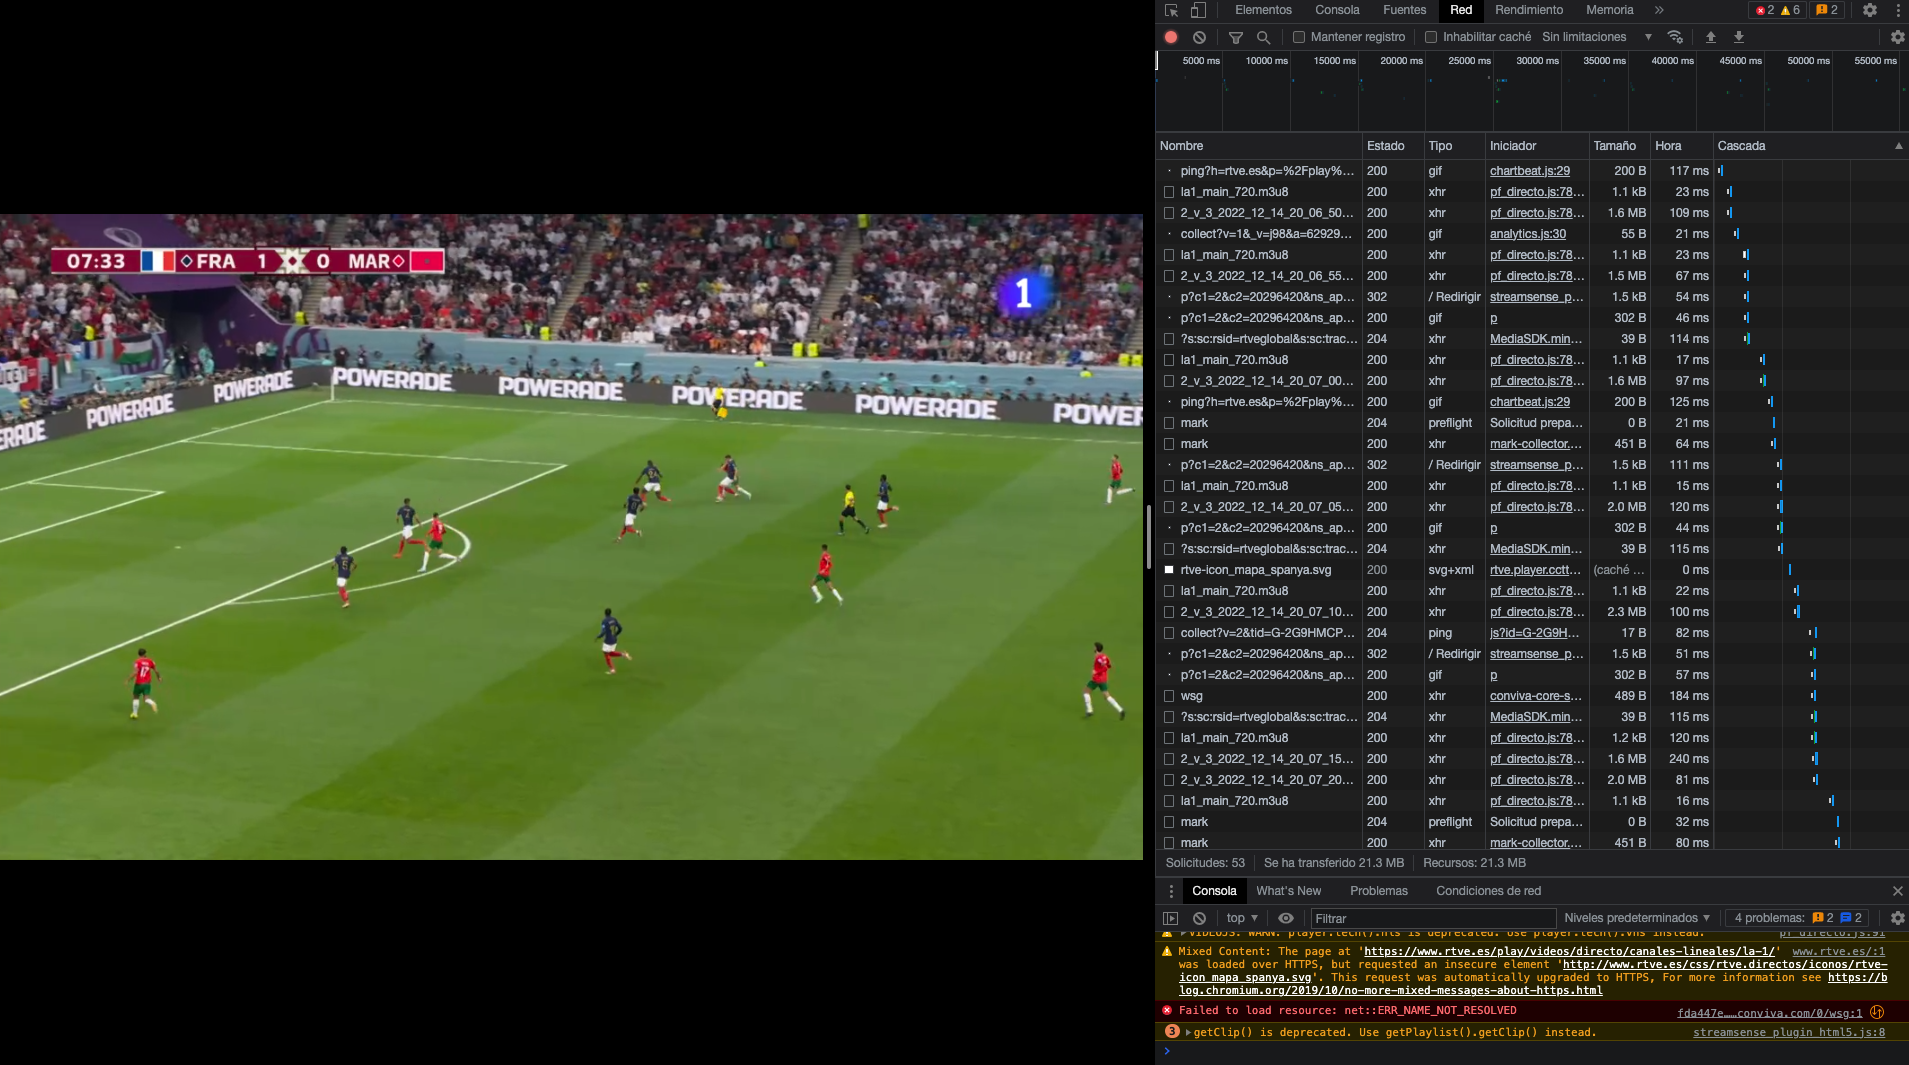 07:33 FRA 1 0 MAR
1
POWERADE POWERADE POWERADE POWERADE POWERADE POWERADE
17
5
Elementos Consola Fuentes Red Rendimiento Memoria » 2 6 2
Mantener registro Inhabilitar caché Sin limitaciones
5000 ms 10000 ms 15000 ms 20000 ms 25000 ms 30000 ms 35000 ms 40000 ms 45000 ms 50000 ms 55000 ms
Nombre Estado Tipo Iniciador Tamaño Hora Cascada
ping?h=rtve.es&p=%2Fplay%... 200 gif chartbeat.js:29 200 B 117 ms
la1_main_720.m3u8 200 xhr pf_directo.js:78... 1.1 kB 23 ms
2_v_3_2022_12_14_20_06_50... 200 xhr pf_directo.js:78... 1.6 MB 109 ms
collect?v=1&_v=j98&a=62929... 200 gif analytics.js:30 55 B 21 ms
la1_main_720.m3u8 200 xhr pf_directo.js:78... 1.1 kB 23 ms
2_v_3_2022_12_14_20_06_55... 200 xhr pf_directo.js:78... 1.5 MB 67 ms
p?c1=2&c2=20296420&ns_ap... 302 / Redirigir streamsense_p... 1.5 kB 54 ms
p?c1=2&c2=20296420&ns_ap... 200 gif p 302 B 46 ms
?s:sc:rsid=rtveglobal&s:sc:trac... 204 xhr MediaSDK.min... 39 B 114 ms
la1_main_720.m3u8 200 xhr pf_directo.js:78... 1.1 kB 17 ms
2_v_3_2022_12_14_20_07_00... 200 xhr pf_directo.js:78... 1.6 MB 97 ms
ping?h=rtve.es&p=%2Fplay%... 200 gif chartbeat.js:29 200 B 125 ms
mark 204 preflight Solicitud prepa... 0 B 21 ms
mark 200 xhr mark-collector.... 451 B 64 ms
p?c1=2&c2=20296420&ns_ap... 302 / Redirigir streamsense_p... 1.5 kB 111 ms
la1_main_720.m3u8 200 xhr pf_directo.js:78... 1.1 kB 15 ms
2_v_3_2022_12_14_20_07_05... 200 xhr pf_directo.js:78... 2.0 MB 120 ms
p?c1=2&c2=20296420&ns_ap... 200 gif p 302 B 44 ms
?s:sc:rsid=rtveglobal&s:sc:trac... 204 xhr MediaSDK.min... 39 B 115 ms
rtve-icon_mapa_spanya.svg 200 svg+xml rtve.player.cctt... (caché ... 0 ms
la1_main_720.m3u8 200 xhr pf_directo.js:78... 1.1 kB 22 ms
2_v_3_2022_12_14_20_07_10... 200 xhr pf_directo.js:78... 2.3 MB 100 ms
collect?v=2&tid=G-2G9HMCP... 204 ping js?id=G-2G9H... 17 B 82 ms
p?c1=2&c2=20296420&ns_ap... 302 / Redirigir streamsense_p... 1.5 kB 51 ms
p?c1=2&c2=20296420&ns_ap... 200 gif p 302 B 57 ms
wsg 200 xhr conviva-core-s... 489 B 184 ms
?s:sc:rsid=rtveglobal&s:sc:trac... 204 xhr MediaSDK.min... 39 B 115 ms
la1_main_720.m3u8 200 xhr pf_directo.js:78... 1.2 kB 120 ms
2_v_3_2022_12_14_20_07_15... 200 xhr pf_directo.js:78... 1.6 MB 240 ms
2_v_3_2022_12_14_20_07_20... 200 xhr pf_directo.js:78... 2.0 MB 81 ms
la1_main_720.m3u8 200 xhr pf_directo.js:78... 1.1 kB 16 ms
mark 204 preflight Solicitud prepa... 0 B 32 ms
mark 200 xhr mark-collector.... 451 B 80 ms
Solicitudes: 53 Se ha transferido 21.3 MB Recursos: 21.3 MB
Consola What's New Problemas Condiciones de red
top Filtrar Niveles predeterminados 4 problemas: 2 2
VIDEOJS: WARN: player.tech().hls is deprecated. Use player.tech().vhs instead. pf_directo.js:91
Mixed Content: The page at 'https://www.rtve.es/play/videos/directo/canales-lineales/la-1/' www.rtve.es/:1
was loaded over HTTPS, but requested an insecure element 'http://www.rtve.es/css/rtve.directos/iconos/rtve-
icon_mapa_spanya.svg'. This request was automatically upgraded to HTTPS, For more information see https://b
log.chromium.org/2019/10/no-more-mixed-messages-about-https.html
Failed to load resource: net::ERR_NAME_NOT_RESOLVED fda447e……conviva.com/0/wsg:1
3 getClip() is deprecated. Use getPlaylist().getClip() instead. streamsense_plugin_html5.js:8